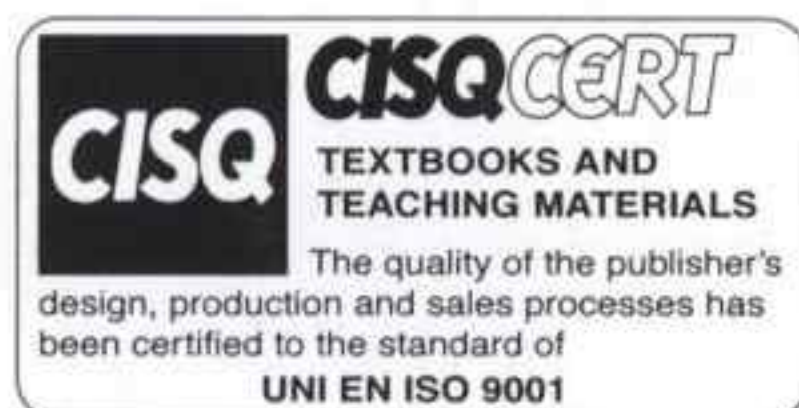 CISQ
CISQCERT
TEXTBOOKS AND
TEACHING MATERIALS
The quality of the publisher's
design, production and sales processes has
been certified to the standard of
UNI EN ISO 9001